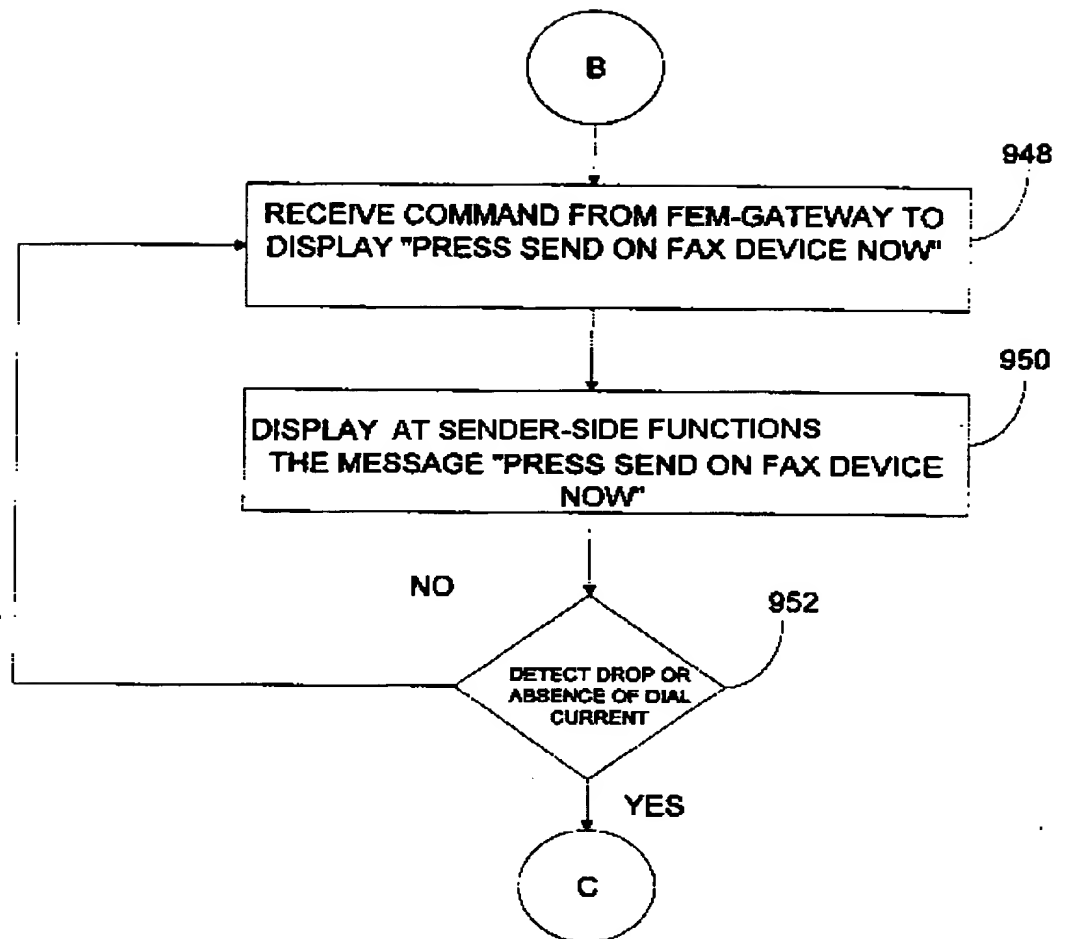 B
948
RECEIVE COMMAND FROM FEM-GATEWAY TO
DISPLAY "PRESS SEND ON FAX DEVICE NOW"
950
DISPLAY AT SENDER-SIDE FUNCTIONS
THE MESSAGE "PRESS SEND ON FAX DEVICE
NOW"
NO
952
DETECT DROP OR
ABSENCE OF DIAL
CURRENT
YES
C